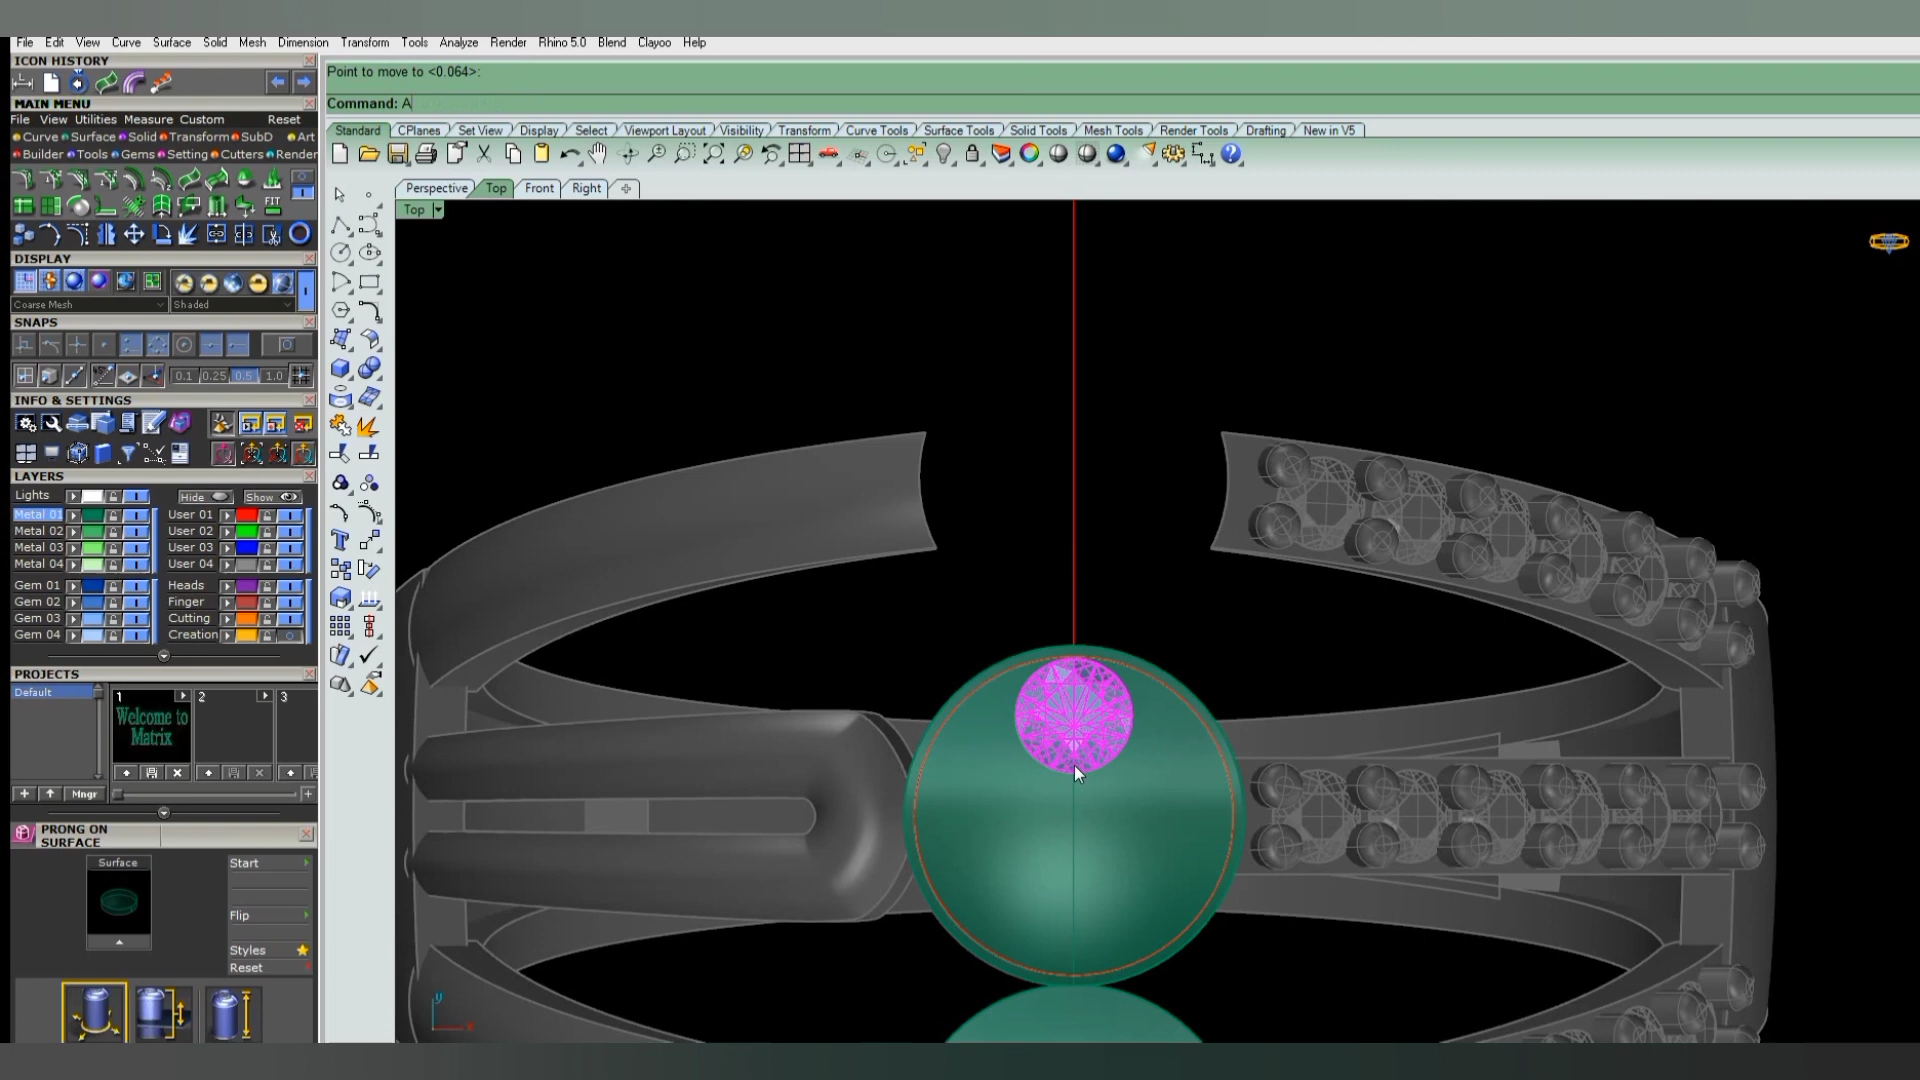 File Edit View Curve Surface Solid Mesh Dimension Transform Tools Analyze Render Rhino 5.0 Blend Clayoo Help
ICON HISTORY
Point to move to <0.064>:
MAIN MENU
Command: A
File View Utilities Measure Custom Reset
Standard CPlanes Set View Display Select Viewport Layout Visibility Transform Curve Tools Surface Tools Solid Tools Mesh Tools Render Tools Drafting New in V5
Curve Surface Solid Transform SubD Art
Builder Tools Gems Setting Cutters Render
Perspective Top Front Right
Top
FIT
DISPLAY
Coarse Mesh Shaded
SNAPS
0.1 0.25 0.5 1.0
INFO & SETTINGS
LAYERS
Lights Hide Show
Metal 01 User 01
Metal 02 User 02
Metal 03 User 03
Metal 04 User 04
Gem 01 Heads
Gem 02 Finger
Gem 03 Cutting
Gem 04 Creation
PROJECTS
Default 1 2 3
Welcome to
Matrix
Mngr
PRONG ON
SURFACE
Surface Start
Flip
Styles
Reset
y
x